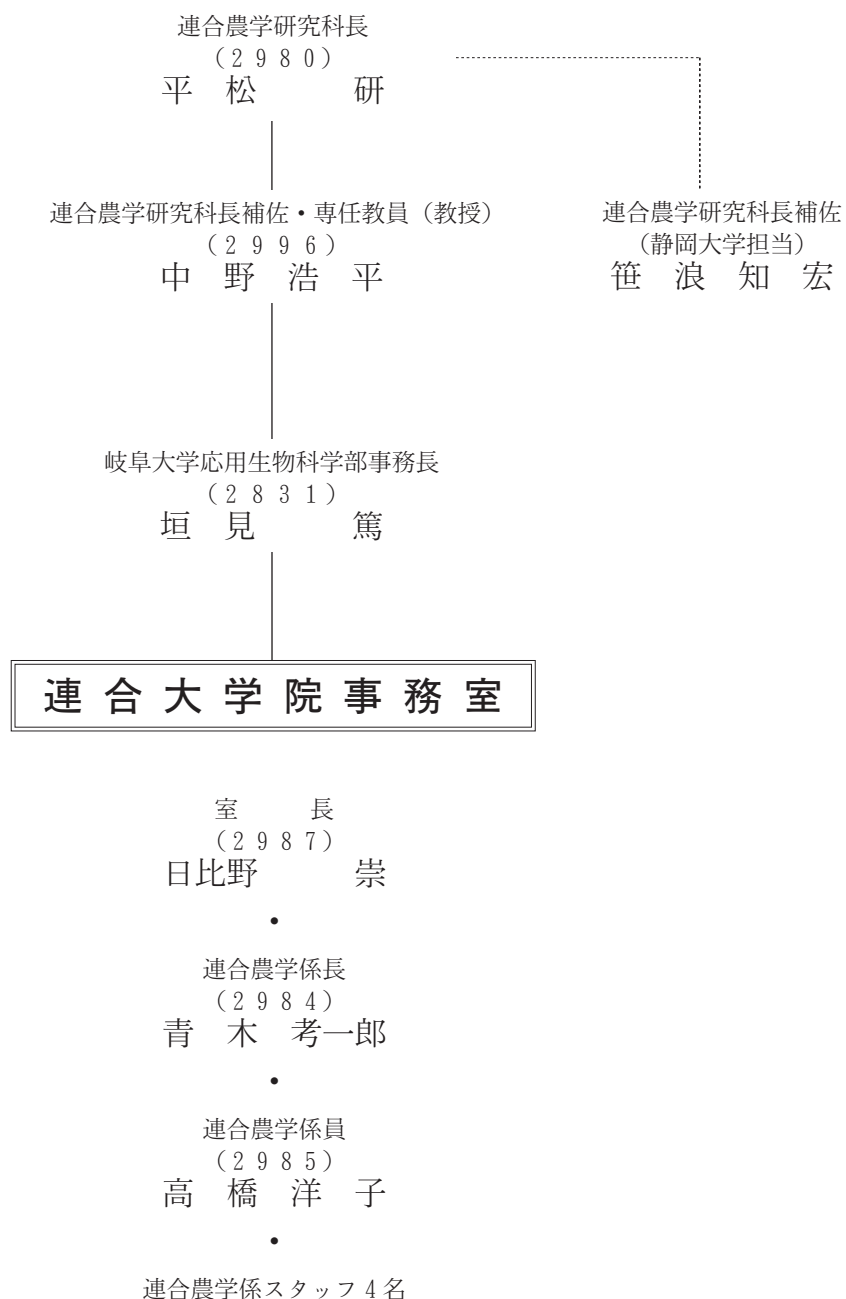 連合農学研究科長
(2980)
平松 研
連合農学研究科長補佐・専任教員(教授)
(2996)
中野浩平
連合農学研究科長補佐
(静岡大学担当)
笹浪知宏
岐阜大学応用生物科学部事務長
(2831)
垣見 篤
連合大学院事務室
室 長
(2987)
日比野 崇
・
連合農学係長
(2984)
青木 孝一郎
・
連合農学係員
(2985)
高橋洋子
・
連合農学係スタッフ4名